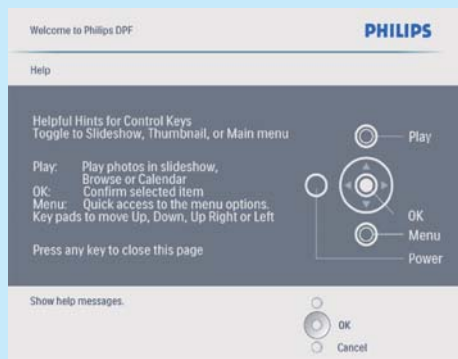 Welcome to Philips DPF
PHILIPS
Help
Helpful Hints for Control Keys
Toggle to Slideshow, Thumbnail, or Main menu
Play: Play photos in slideshow,
Browse or Calendar
OK: Confirm selected item
Menu: Quick access to the menu options.
Key pads to move Up, Down, Up Right or Left
Press any key to close this page
Play
OK
Menu
Power
Show help messages.
OK
Cancel